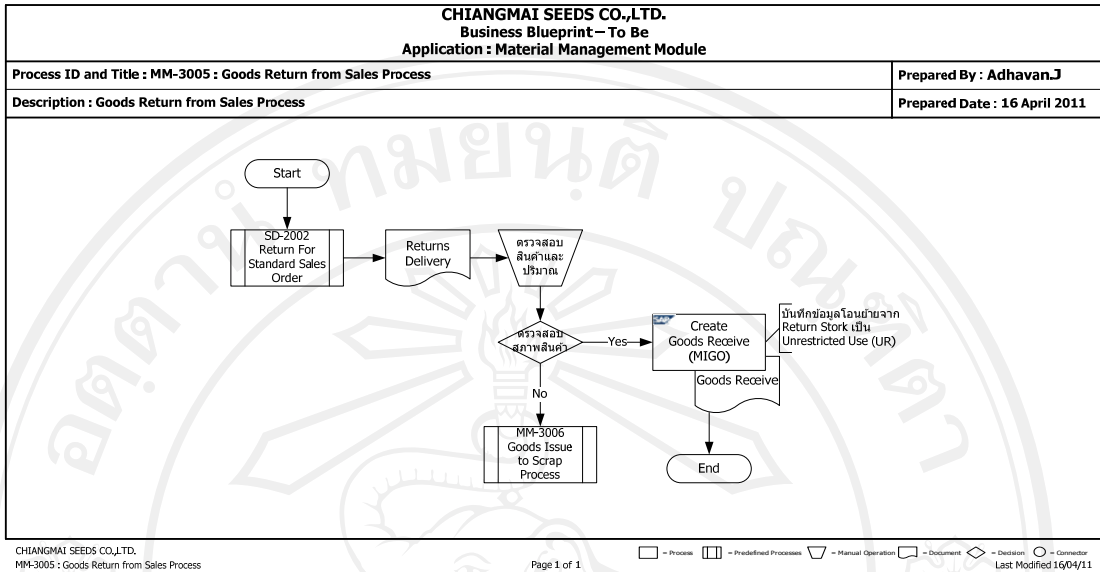 CHIANGMAI SEEDS CO.,LTD.
Business Blueprint – To Be
Application : Material Management Module
Process ID and Title : MM-3005 : Goods Return from Sales Process
Prepared By : Adhavan.J
Description : Goods Return from Sales Process
Prepared Date : 16 April 2011
Start
SD-2002
Return For
Standard Sales
Order
Returns
Delivery
ตรวจสอบ
สินค้าและ
ปริมาณ
ตรวจสอบ
สภาพสินค้า
Yes
SAP
Create
Goods Receive
(MIGO)
บันทึกข้อมูลโอนย้ายจาก
Return Stork เป็น
Unrestricted Use (UR)
Goods Receive
No
MM-3006
Goods Issue
to Scrap
Process
End
CHIANGMAI SEEDS CO.,LTD.
MM-3005 : Goods Return from Sales Process
Page 1 of 1
= Process
= Predefined Processes
= Manual Operation
= Document
= Decision
= Connector
Last Modified 16/04/11